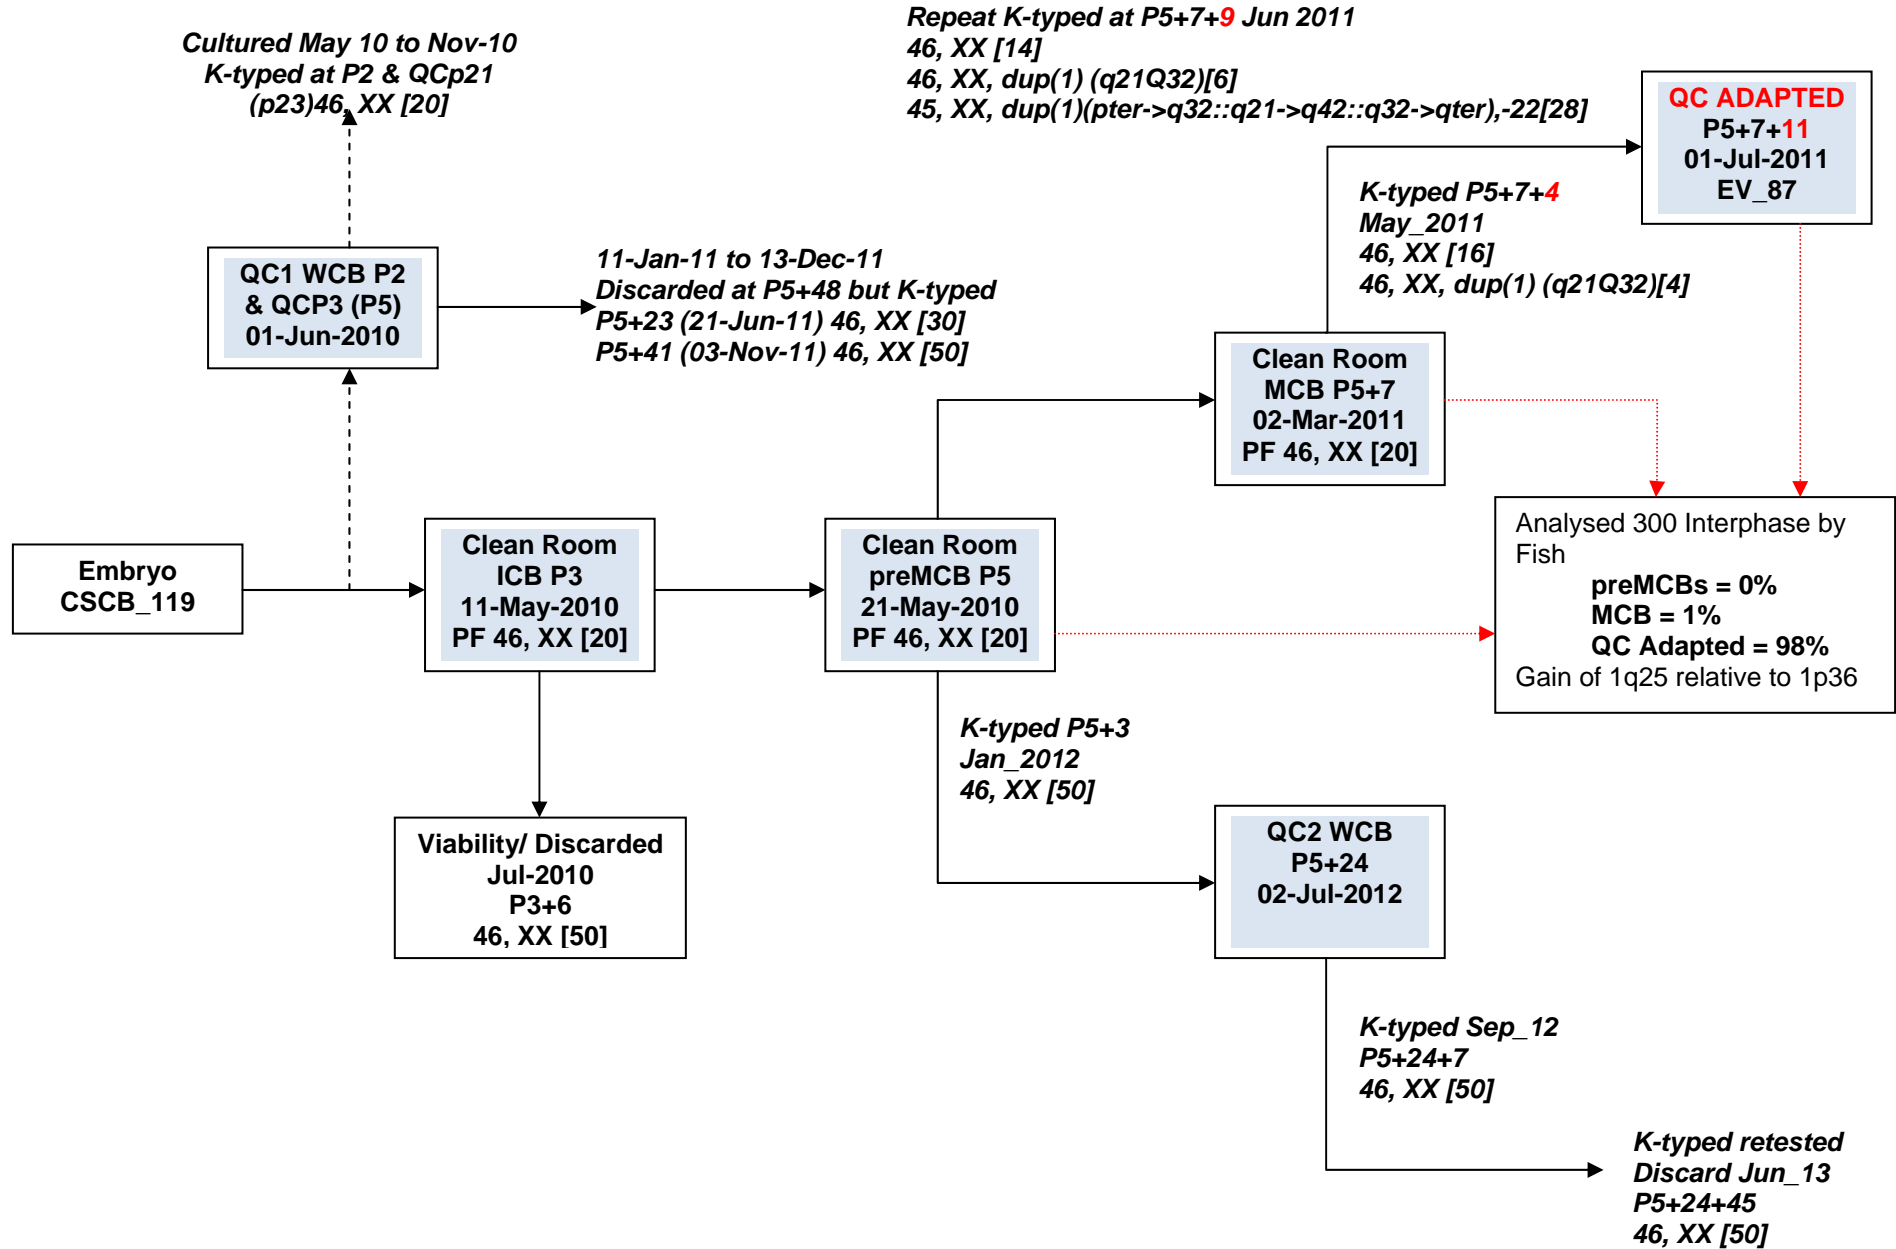 Cultured May 10 to Nov-10
K-typed at P2 & QCp21
(p23)46, XX [20]
Repeat K-typed at P5+7+9 Jun 2011
46, XX [14]
46, XX, dup(1) (q21Q32)[6]
45, XX, dup(1)(pter->q32::q21->q42::q32->qter),-22[28]
QC ADAPTED
P5+7+11
01-Jul-2011
EV_87
K-typed P5+7+4
May_2011
46, XX [16]
46, XX, dup(1) (q21Q32)[4]
QC1 WCB P2
& QCP3 (P5)
01-Jun-2010
11-Jan-11 to 13-Dec-11
Discarded at P5+48 but K-typed
P5+23 (21-Jun-11) 46, XX [30]
P5+41 (03-Nov-11) 46, XX [50]
Clean Room
MCB P5+7
02-Mar-2011
PF 46, XX [20]
Embryo
CSCB_119
Clean Room
ICB P3
11-May-2010
PF 46, XX [20]
Clean Room
preMCB P5
21-May-2010
PF 46, XX [20]
Analysed 300 Interphase by
Fish
preMCBs = 0%
MCB = 1%
QC Adapted = 98%
Gain of 1q25 relative to 1p36
K-typed P5+3
Jan_2012
46, XX [50]
Viability/ Discarded
Jul-2010
P3+6
46, XX [50]
QC2 WCB
P5+24
02-Jul-2012
K-typed Sep_12
P5+24+7
46, XX [50]
K-typed retested
Discard Jun_13
P5+24+45
46, XX [50]